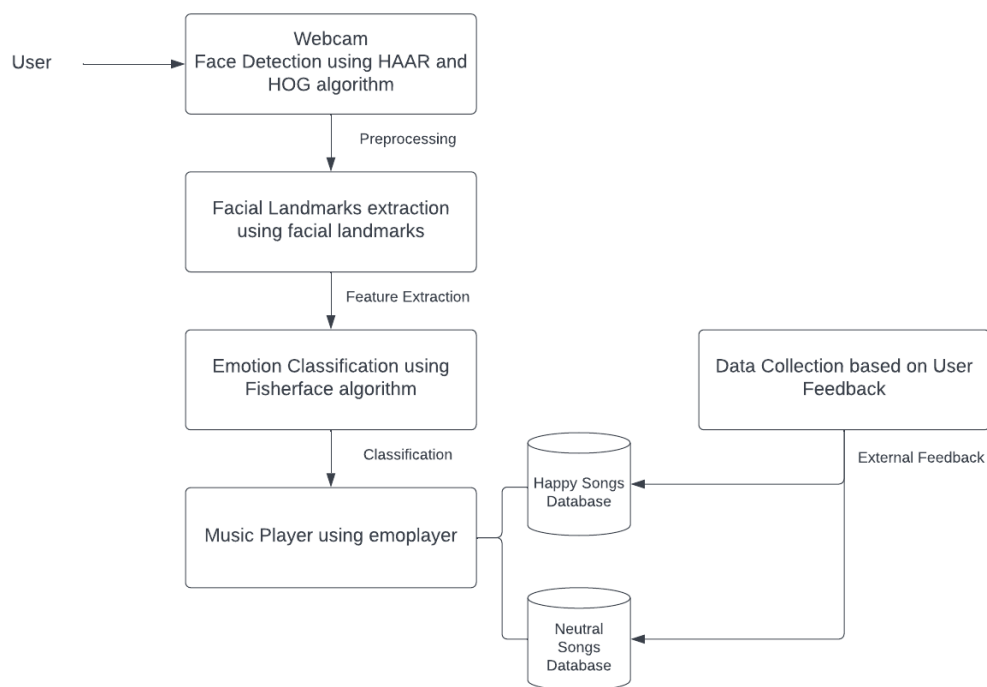 User
Webcam
Face Detection using HAAR and
HOG algorithm
Preprocessing
Facial Landmarks extraction
using facial landmarks
Feature Extraction
Emotion Classification using
Fisherface algorithm
Data Collection based on User
Feedback
Classification
External Feedback
Happy Songs
Database
Music Player using emoplayer
Neutral
Songs
Database